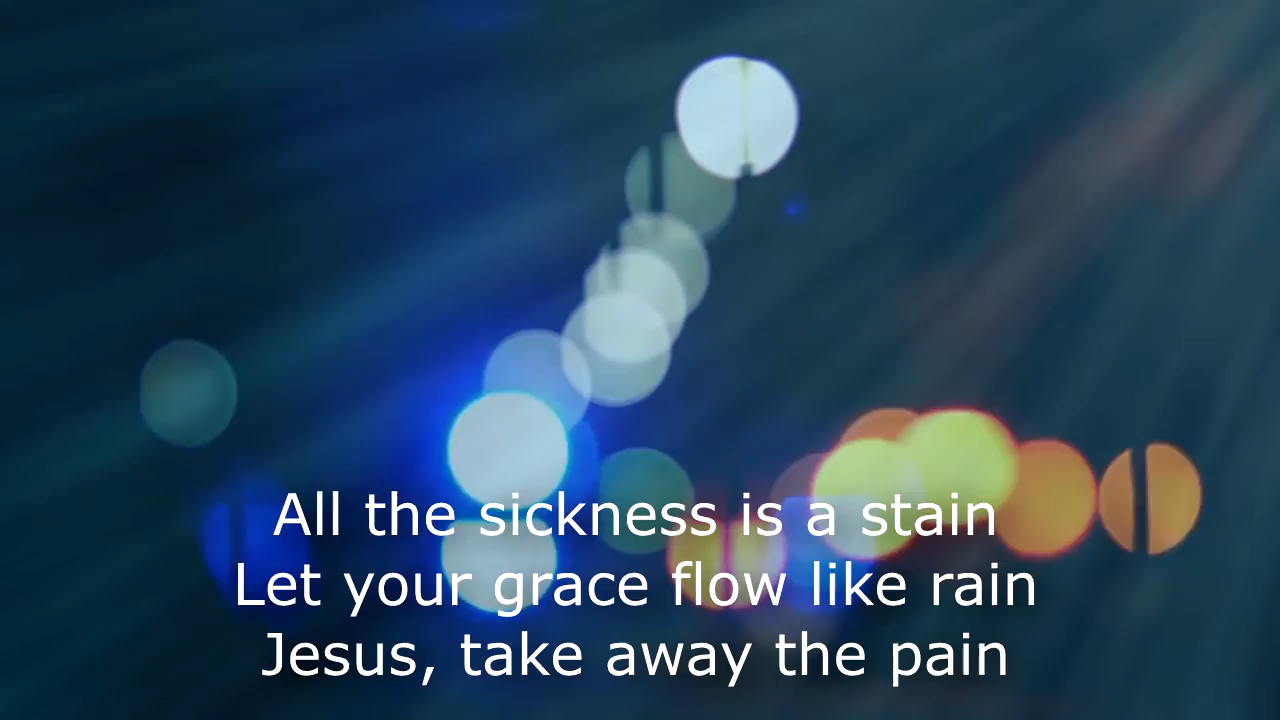 All the sickness is a stain
Let your grace flow like rain
Jesus, take away the pain